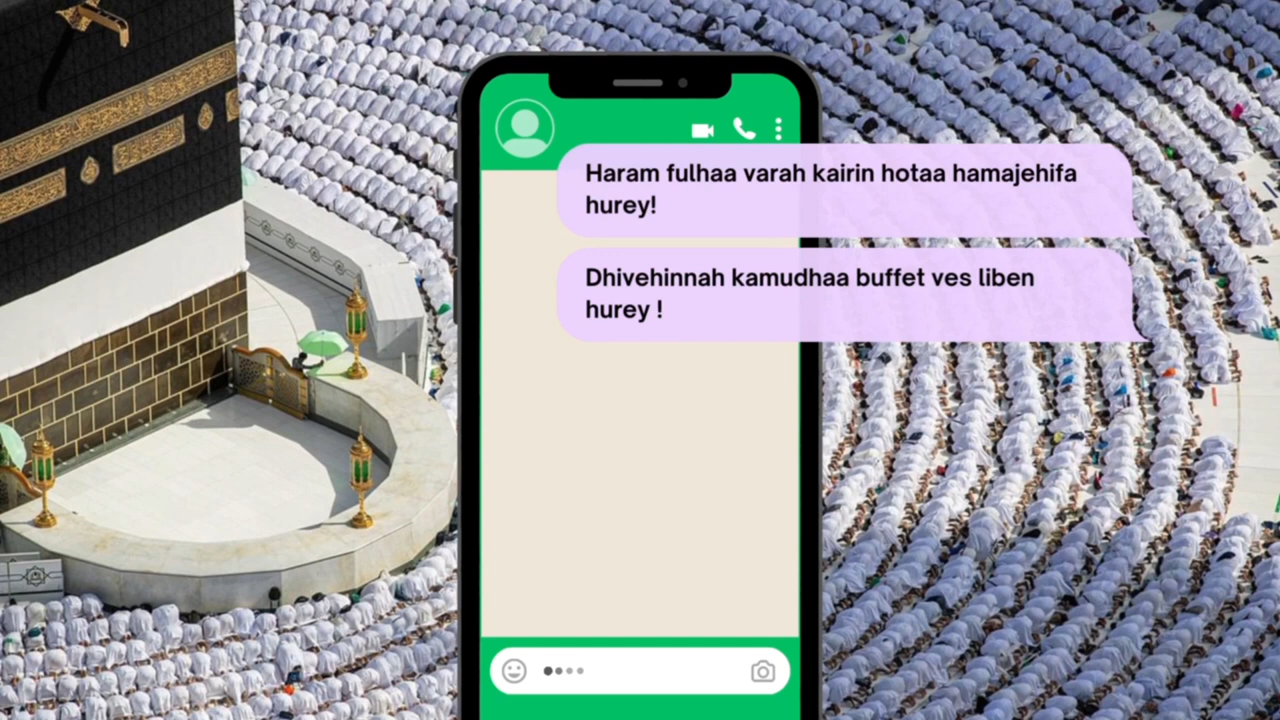 Haram fulhaa varah kairin hotaa hamajehifa
hurey!
Dhivehinnah kamudhaa buffet ves liben
hurey !